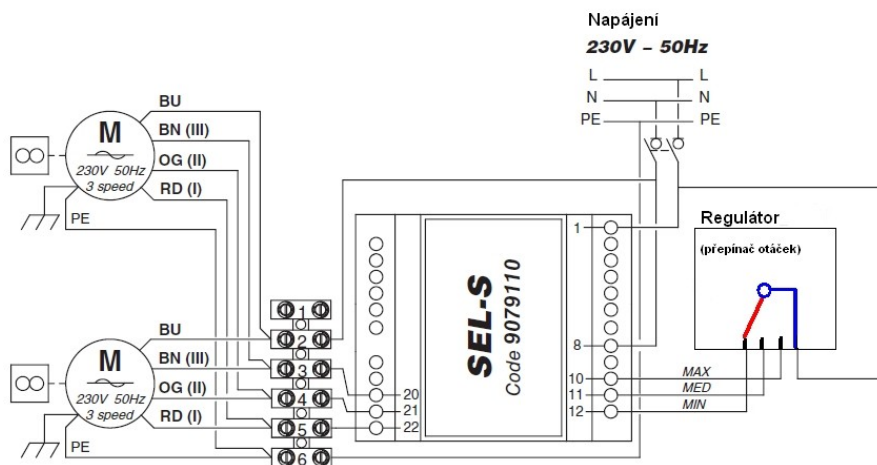 Napájení
230V – 50Hz
L L
N N
PE PE
BU
BN (III)
OG (II)
RD (I)
PE
M
230V 50Hz
3 speed
BU
BN (III)
OG (II)
RD (I)
PE
M
230V 50Hz
3 speed
1
2
3
4
5
6
20
21
22
SEL-S
Code 9079110
1
8
10
11
12
MAX
MED
MIN
Regulátor
(přepínač otáček)